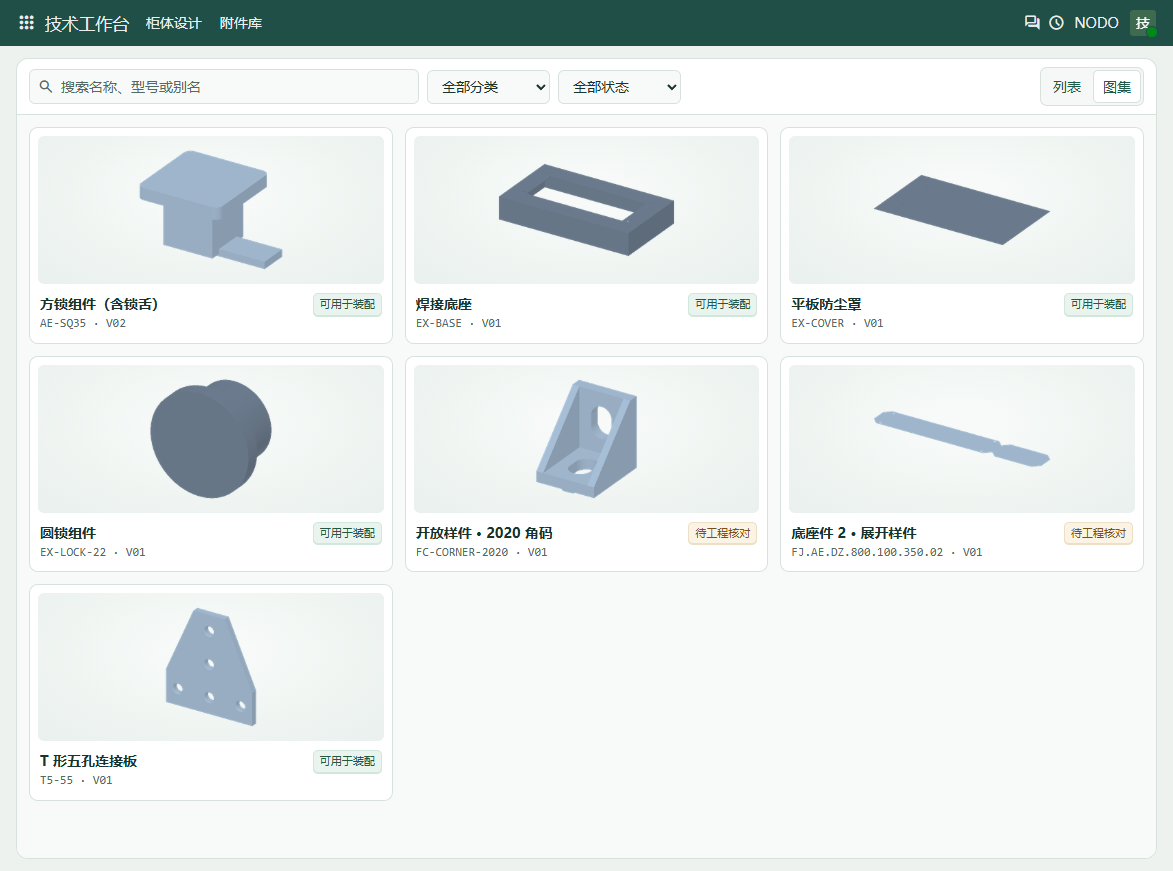 技术工作台 柜体设计 附件库 NODO 技
搜索名称、型号或别名 全部分类 全部状态 列表 图集
方锁组件（含锁舌） 可用于装配
AE-SQ35 · V02
焊接底座 可用于装配
EX-BASE · V01
平板防尘罩 可用于装配
EX-COVER · V01
圆锁组件 可用于装配
EX-LOCK-22 · V01
开放样件 • 2020 角码 待工程核对
FC-CORNER-2020 · V01
底座件 2 • 展开样件 待工程核对
FJ.AE.DZ.800.100.350.02 · V01
T 形五孔连接板 可用于装配
T5-55 · V01